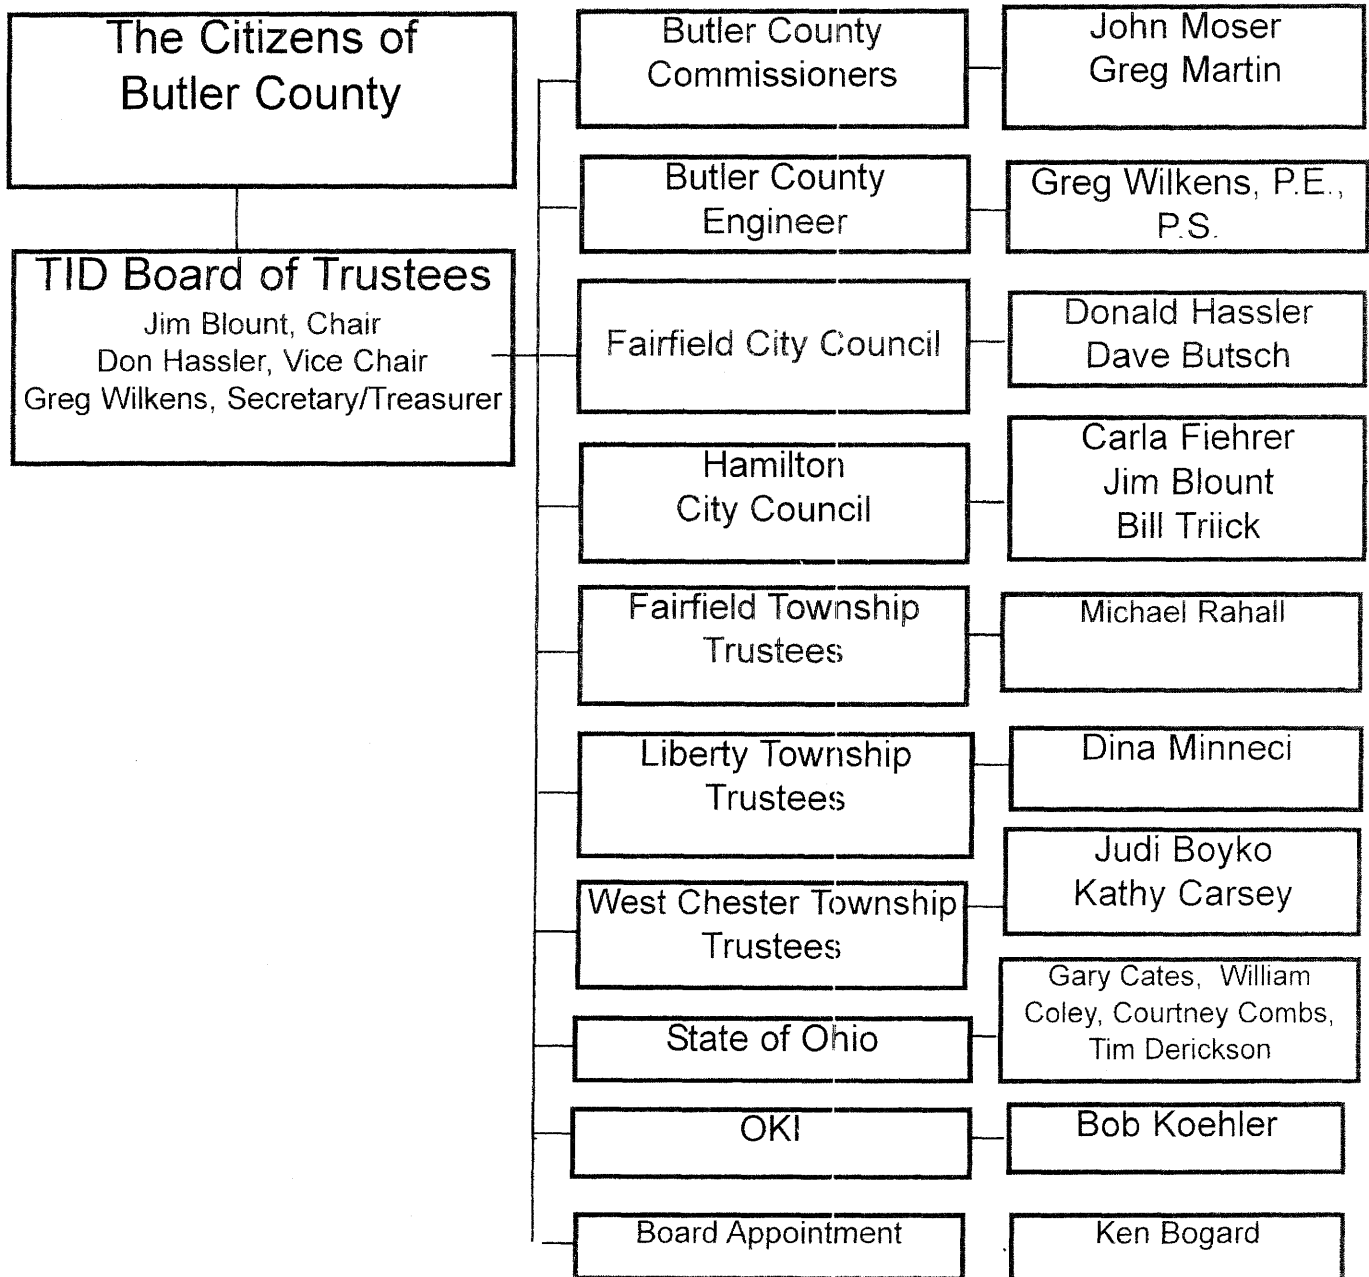 The Citizens of
Butler County
TID Board of Trustees
Jim Blount, Chair
Don Hassler, Vice Chair
Greg Wilkens, Secretary/Treasurer
Butler County
Commissioners
John Moser
Greg Martin
Butler County
Engineer
Greg Wilkens, P.E.,
P.S.
Fairfield City Council
Donald Hassler
Dave Butsch
Hamilton
City Council
Carla Fiehrer
Jim Blount
Bill Triick
Fairfield Township
Trustees
Michael Rahall
Liberty Township
Trustees
Dina Minneci
West Chester Township
Trustees
Judi Boyko
Kathy Carsey
State of Ohio
Gary Cates, William
Coley, Courtney Combs,
Tim Derickson
OKI
Bob Koehler
Board Appointment
Ken Bogard